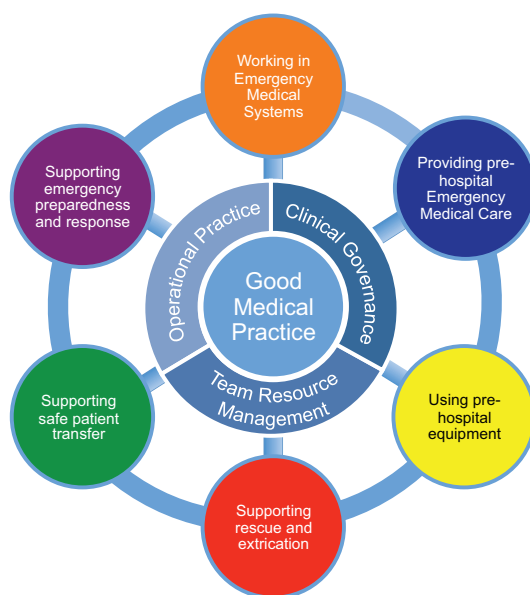 Working in
Emergency
Medical
Systems
Providing pre-
hospital
Emergency
Medical Care
Using pre-
hospital
equipment
Supporting
rescue and
extrication
Supporting
safe patient
transfer
Supporting
emergency
preparedness
and response
Operational Practice
Clinical Governance
Team Resource
Management
Good
Medical
Practice